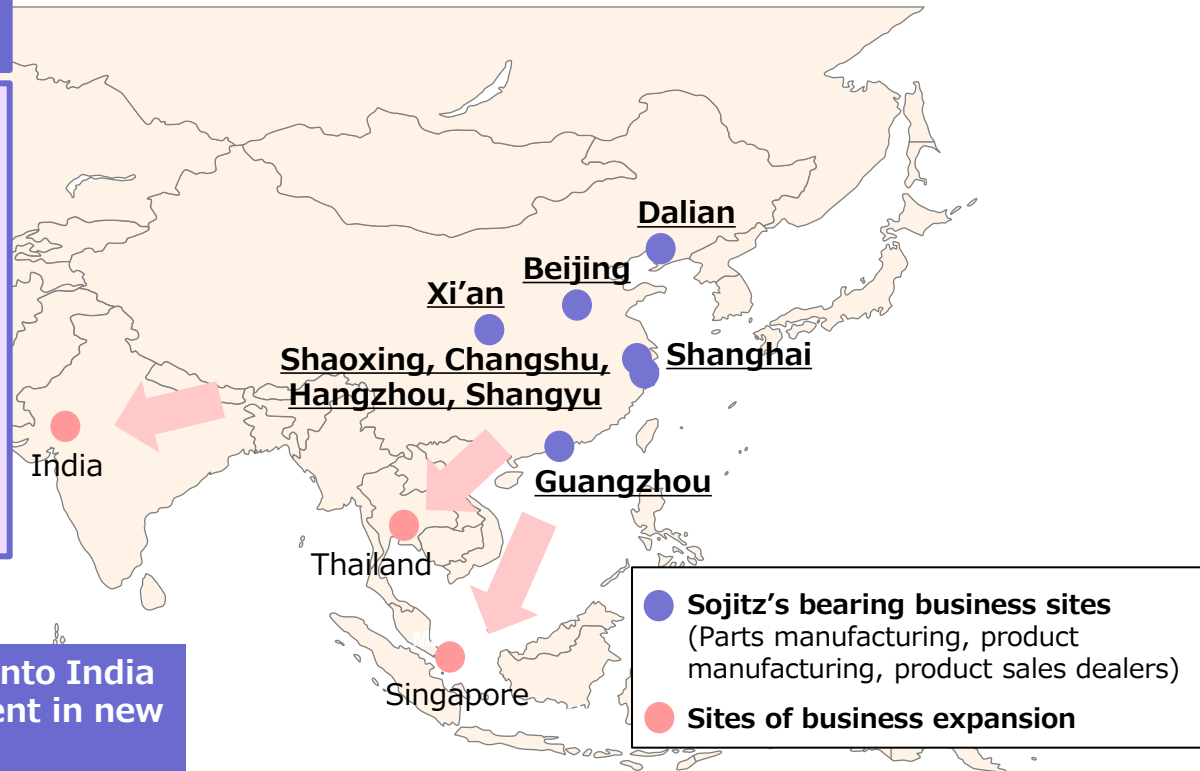 Dalian
Beijing
Xi’an
Shaoxing, Changshu,
Hangzhou, Shangyu
Shanghai
Guangzhou
India
Thailand
Singapore
Sojitz’s bearing business sites
(Parts manufacturing, product
manufacturing, product sales dealers)
Sites of business expansion
nto India
ent in new